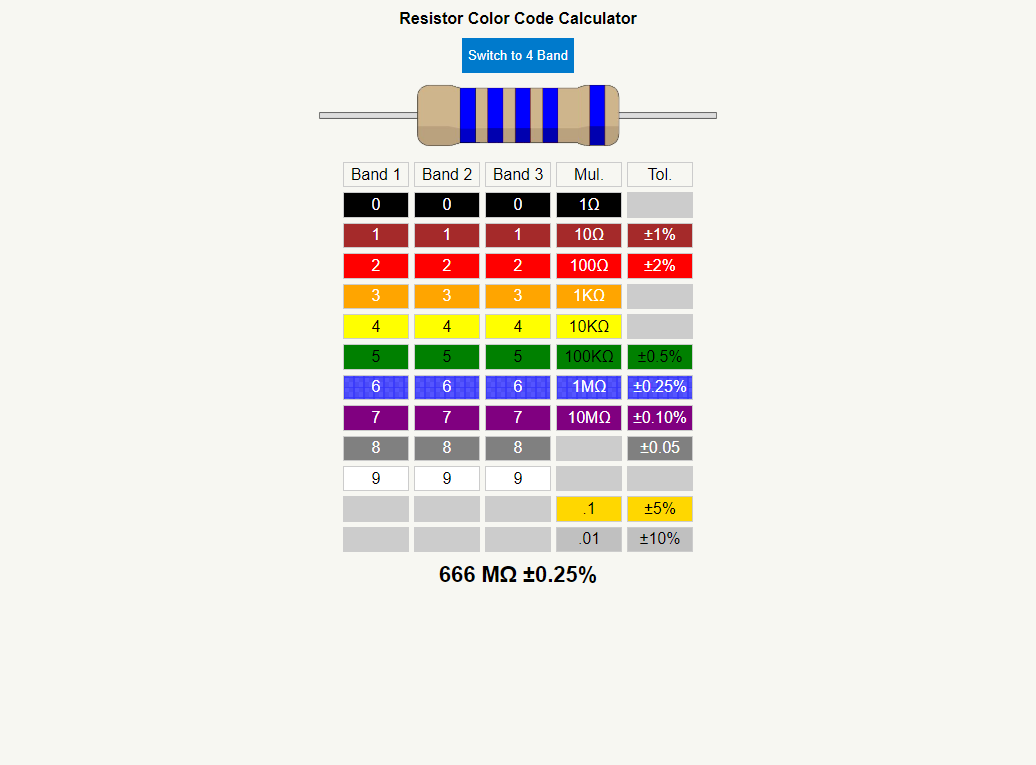 Resistor Color Code Calculator
Switch to 4 Band
Band 1 Band 2 Band 3 Mul. Tol.
0 0 0 1Ω
1 1 1 10Ω ±1%
2 2 2 100Ω ±2%
3 3 3 1KΩ
4 4 4 10KΩ
5 5 5 100KΩ ±0.5%
6 6 6 1MΩ ±0.25%
7 7 7 10MΩ ±0.10%
8 8 8 ±0.05
9 9 9
.1 ±5%
.01 ±10%
666 MΩ ±0.25%